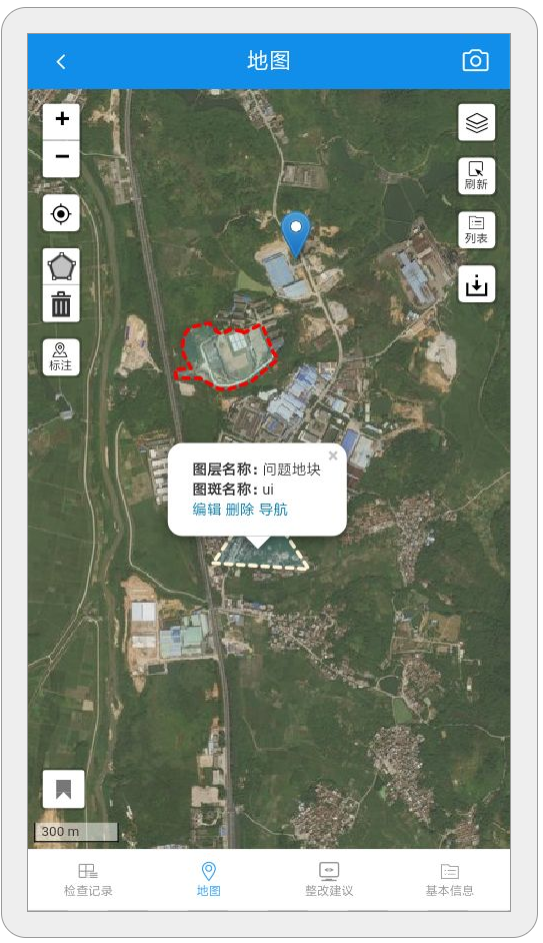 地图
刷新
列表
标注
图层名称：问题地块
图斑名称：ui
编辑 删除 导航
300 m
检查记录
地图
整改建议
基本信息